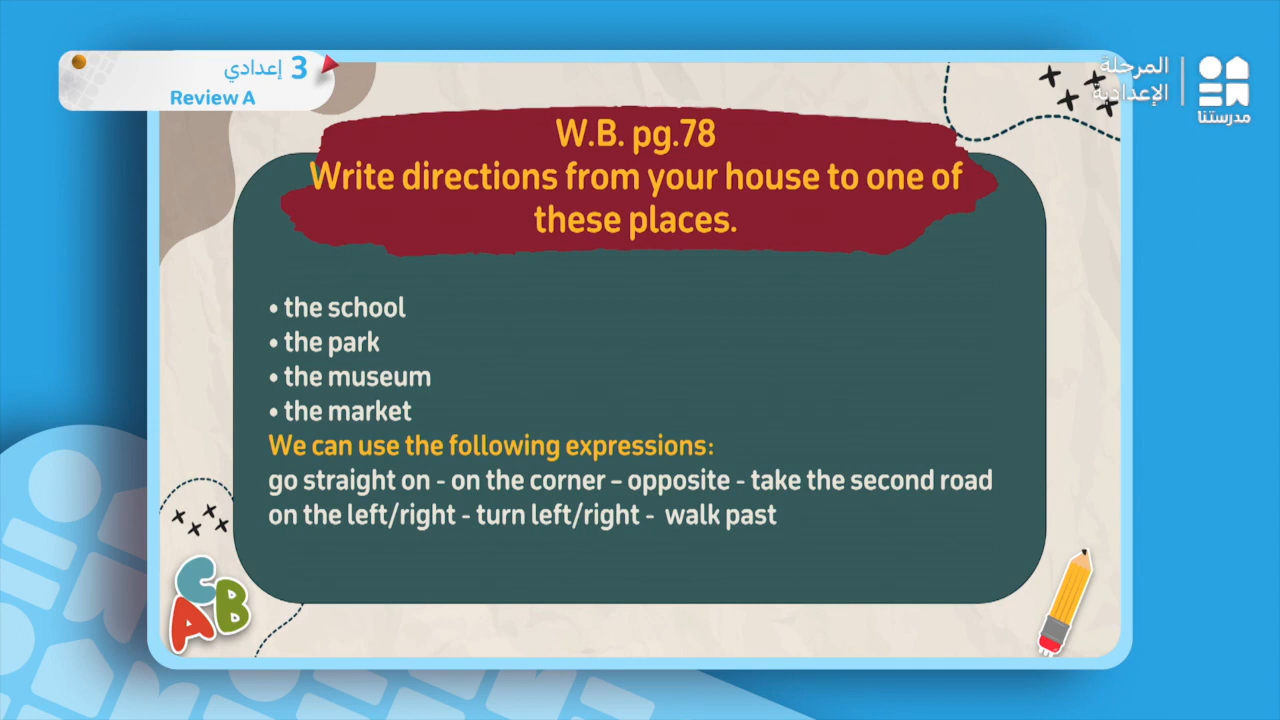 3 إعدادي
Review A
المرحلة
الإعدادية
مدرستنا
W.B. pg.78
Write directions from your house to one of
these places.
• the school
• the park
• the museum
• the market
We can use the following expressions:
go straight on - on the corner – opposite - take the second road
on the left/right - turn left/right - walk past
A C B